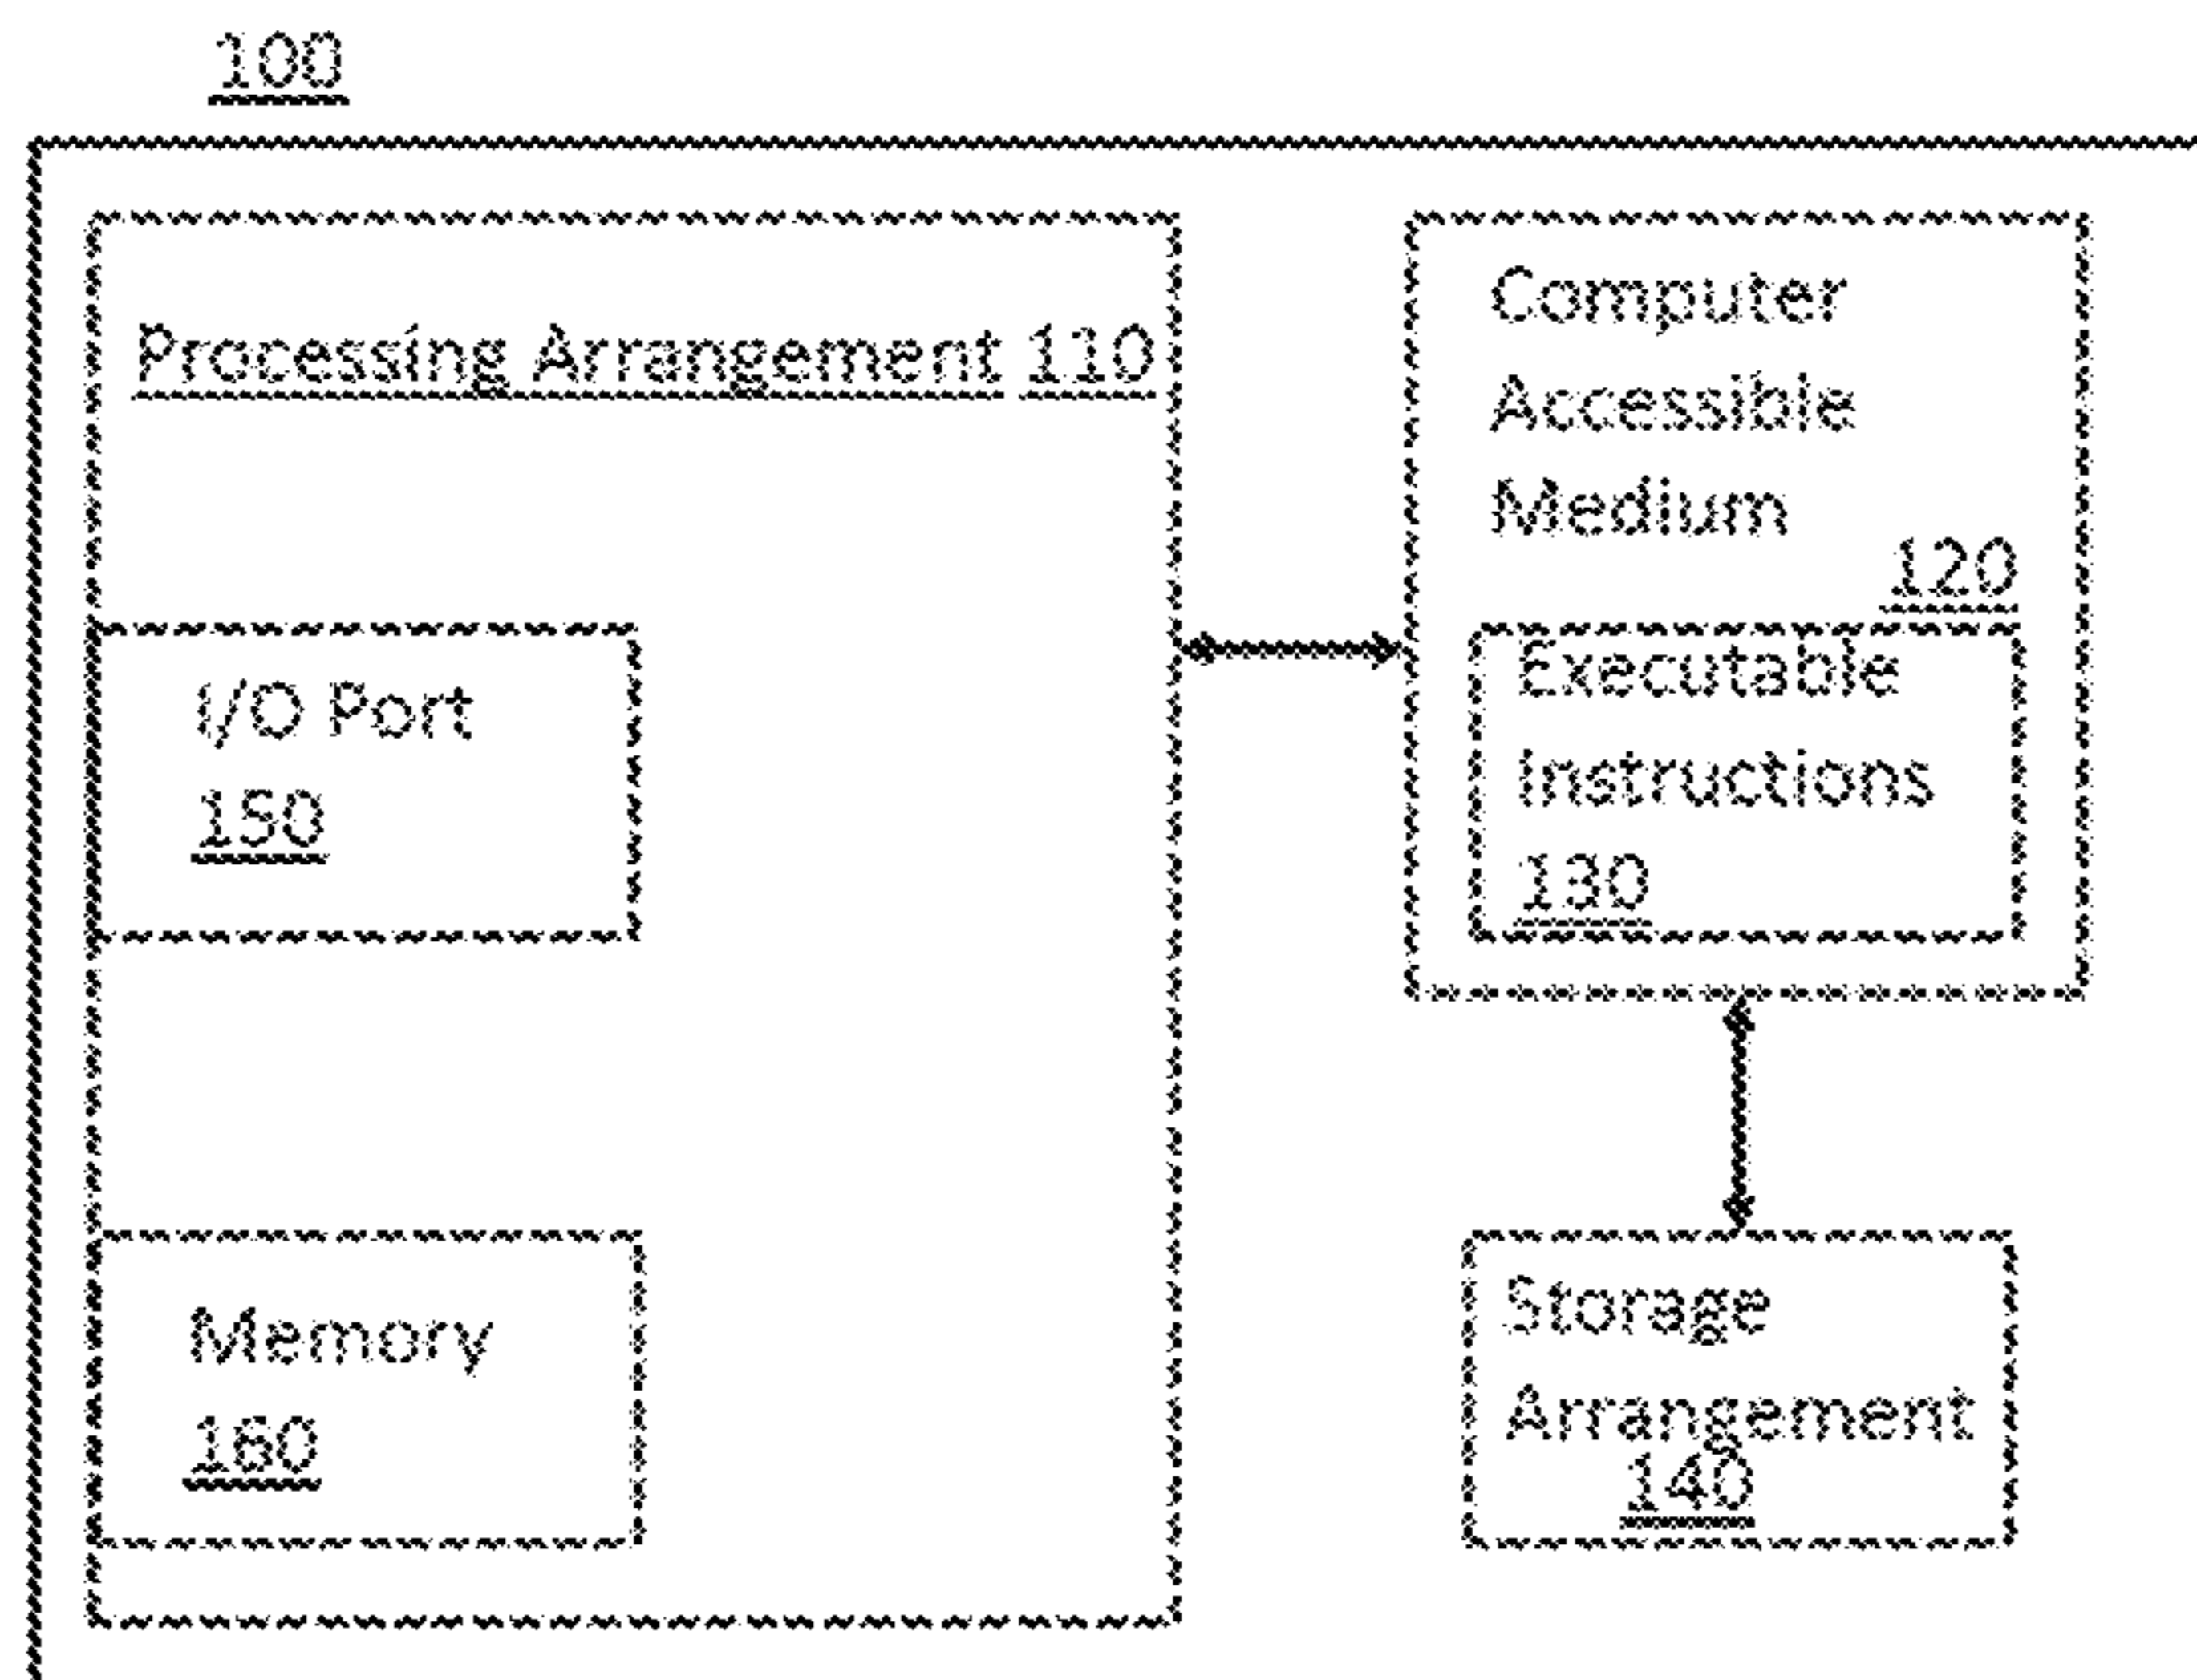 100
Processing Arrangement 110
I/O Port
150
Memory
160
Computer
Accessible
Medium
120
Executable
Instructions
130
Storage
Arrangement
140